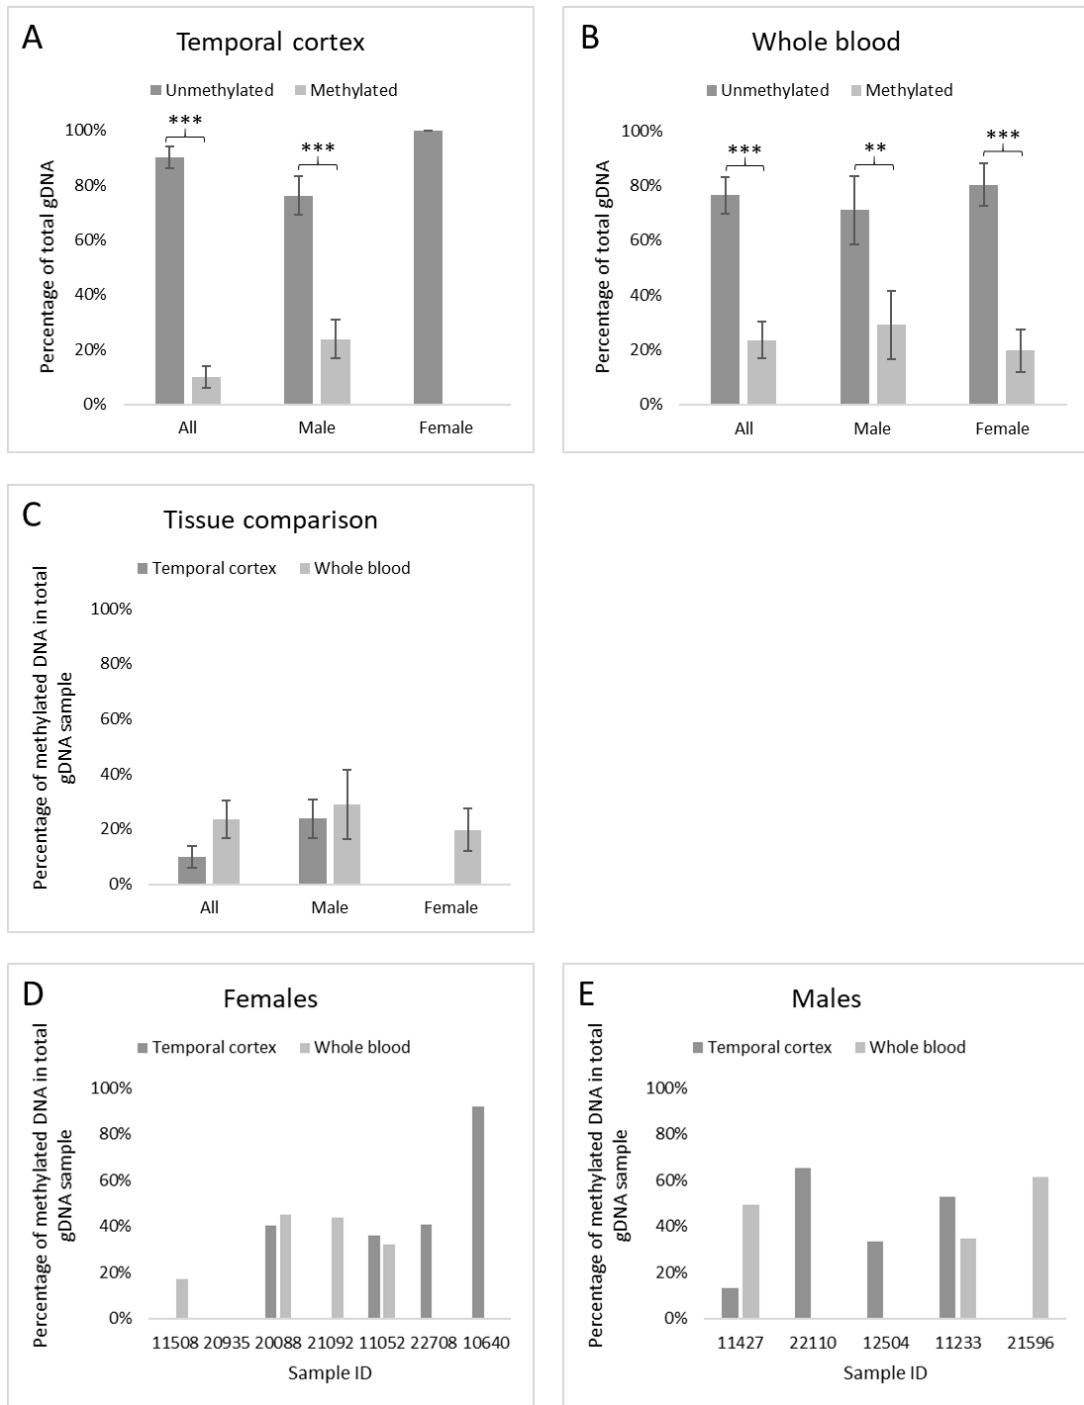 A
Temporal cortex
Unmethylated Methylated
Percentage of total gDNA
100%
80%
60%
40%
20%
0%
***
***
All Male Female
B
Whole blood
Unmethylated Methylated
Percentage of total gDNA
100%
80%
60%
40%
20%
0%
***
**
***
All Male Female
C
Tissue comparison
Temporal cortex Whole blood
Percentage of methylated DNA in total
gDNA sample
100%
80%
60%
40%
20%
0%
All Male Female
D
Females
Temporal cortex Whole blood
Percentage of methylated DNA in total
gDNA sample
100%
80%
60%
40%
20%
0%
11508 20935 20088 21092 11052 22708 10640
Sample ID
E
Males
Temporal cortex Whole blood
Percentage of methylated DNA in total
gDNA sample
100%
80%
60%
40%
20%
0%
11427 22110 12504 11233 21596
Sample ID